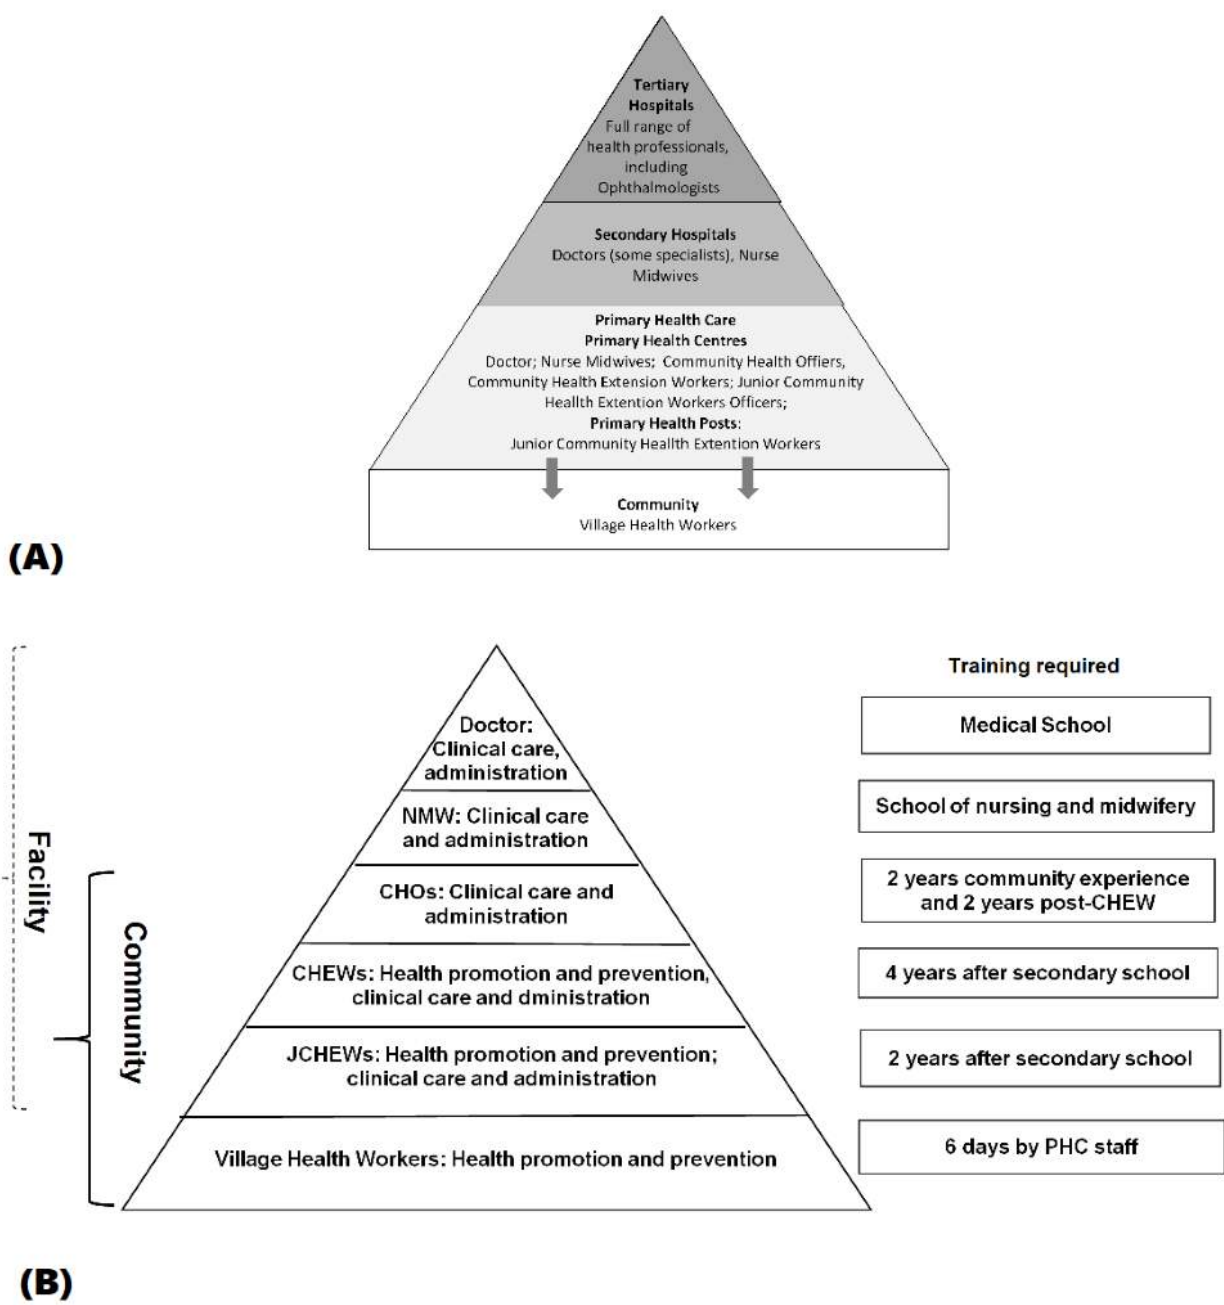 Tertiary
Hospitals
Full range of
health professionals,
including
Ophthalmologists
Secondary Hospitals
Doctors (some specialists), Nurse
Midwives
Primary Health Care
Primary Health Centres
Doctor; Nurse Midwives; Community Health Offiers,
Community Health Extension Workers; Junior Community
Heallth Extention Workers Officers;
Primary Health Posts:
Junior Community Heallth Extention Workers
Community
Village Health Workers
(A)
Facility
Community
Doctor:
Clinical care,
administration
NMW: Clinical care
and administration
CHOs: Clinical care and
administration
CHEWs: Health promotion and prevention,
clinical care and dministration
JCHEWs: Health promotion and prevention;
clinical care and administration
Village Health Workers: Health promotion and prevention
Training required
Medical School
School of nursing and midwifery
2 years community experience
and 2 years post-CHEW
4 years after secondary school
2 years after secondary school
6 days by PHC staff
(B)